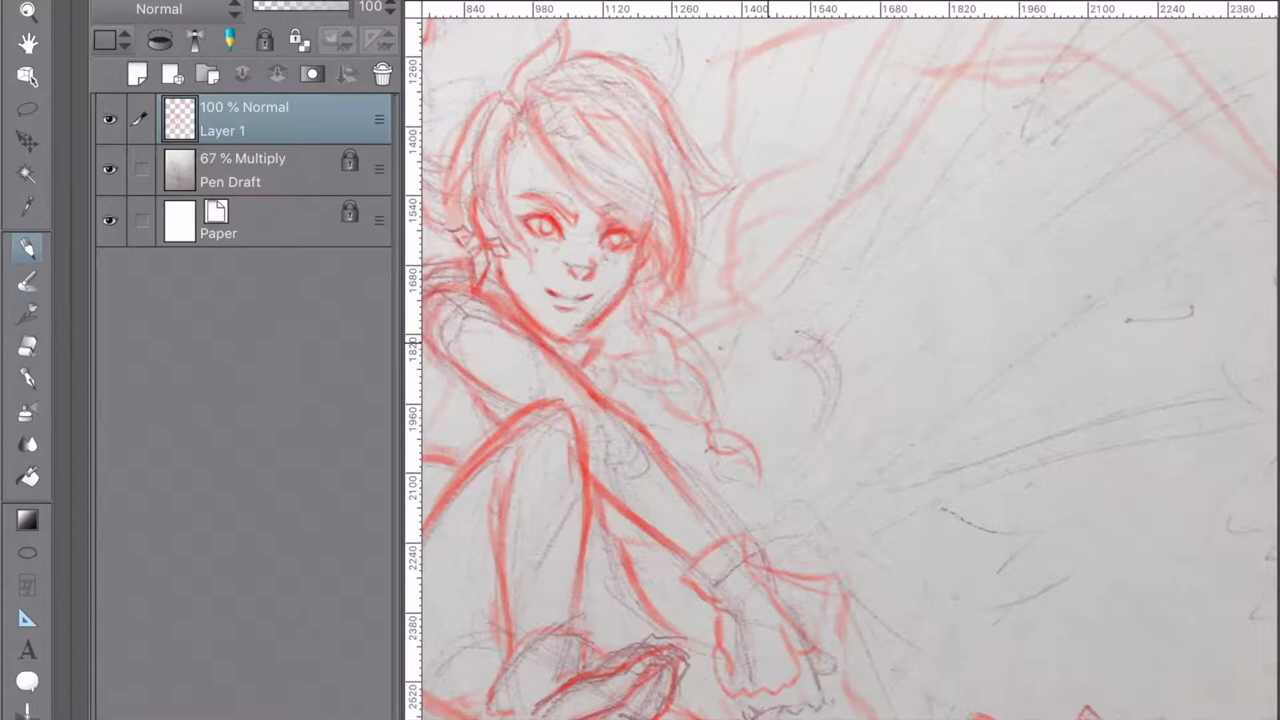 Normal
100
100 % Normal
Layer 1
67 % Multiply
Pen Draft
Paper
840 980 1120 1260 1400 1540 1680 1820 1960 2100 2240 2380
1260
1400
1540
1680
1820
1960
2100
2240
2380
2520
A